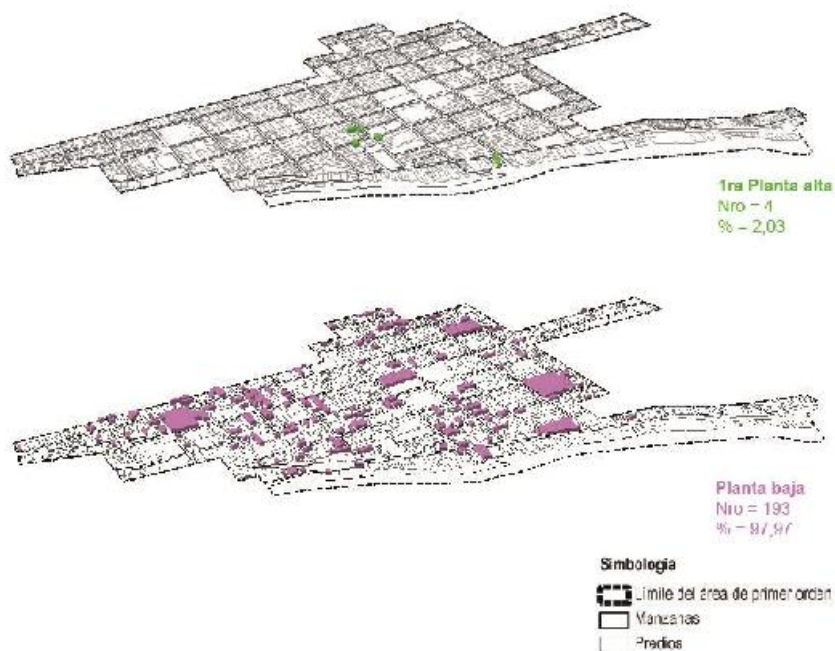 1ra Planta alta
Nro = 4
% = 2,03
Planta baja
Nro = 193
% = 97,97
Simbología
Límite del área de primer orden
Manzanas
Predios